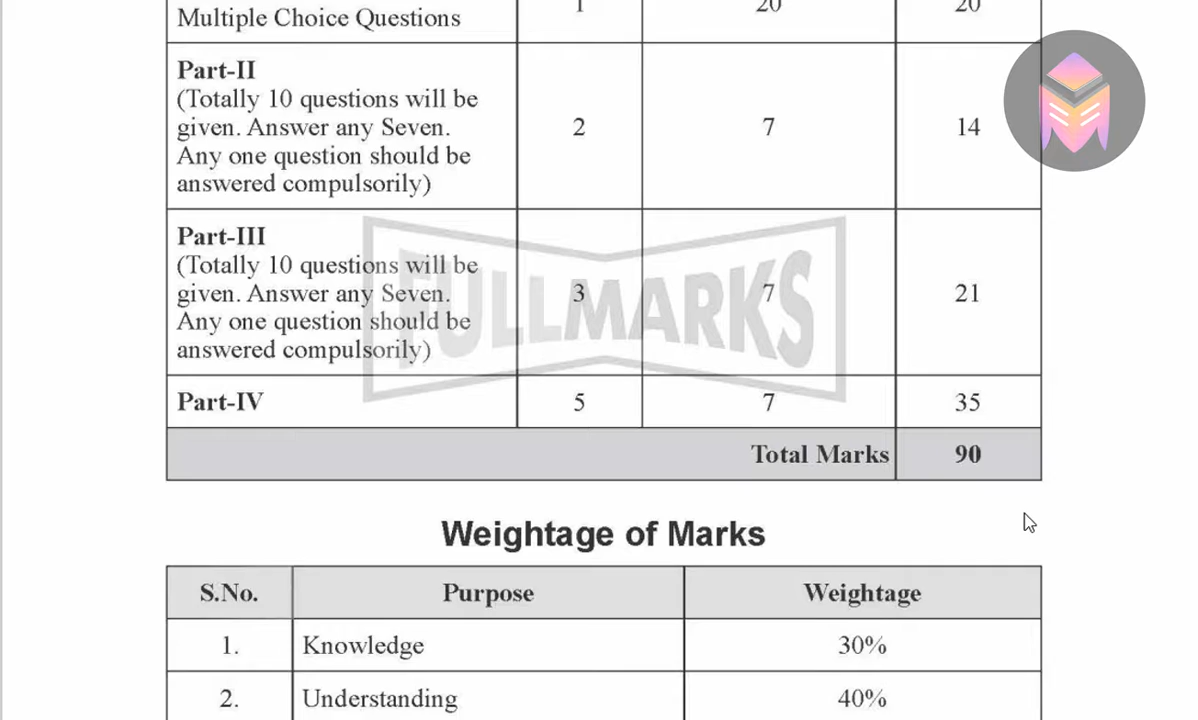 Multiple Choice Questions 1 20 20
Part-II
(Totally 10 questions will be
given. Answer any Seven. 2 7 14
Any one question should be
answered compulsorily)
Part-III
(Totally 10 questions will be
given. Answer any Seven. 3 7 21
Any one question should be
answered compulsorily)
FULLMARKS
Part-IV 5 7 35
Total Marks 90
Weightage of Marks
S.No. Purpose Weightage
1. Knowledge 30%
2. Understanding 40%